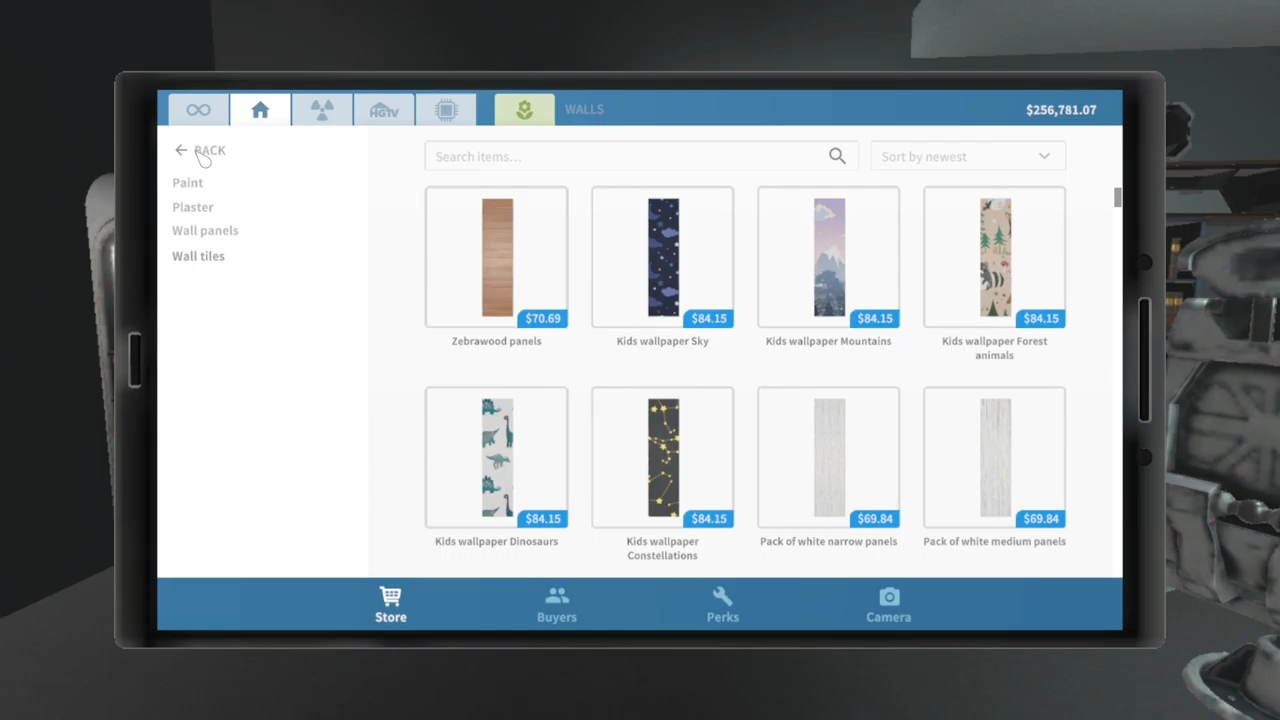 HGTV
WALLS
$256,781.07
BACK
Paint
Plaster
Wall panels
Wall tiles
Search items...
Sort by newest
$70.69
$84.15
$84.15
$84.15
Zebrawood panels
Kids wallpaper Sky
Kids wallpaper Mountains
Kids wallpaper Forest
animals
$84.15
$84.15
$69.84
$69.84
Kids wallpaper Dinosaurs
Kids wallpaper
Constellations
Pack of white narrow panels
Pack of white medium panels
Store
Buyers
Perks
Camera